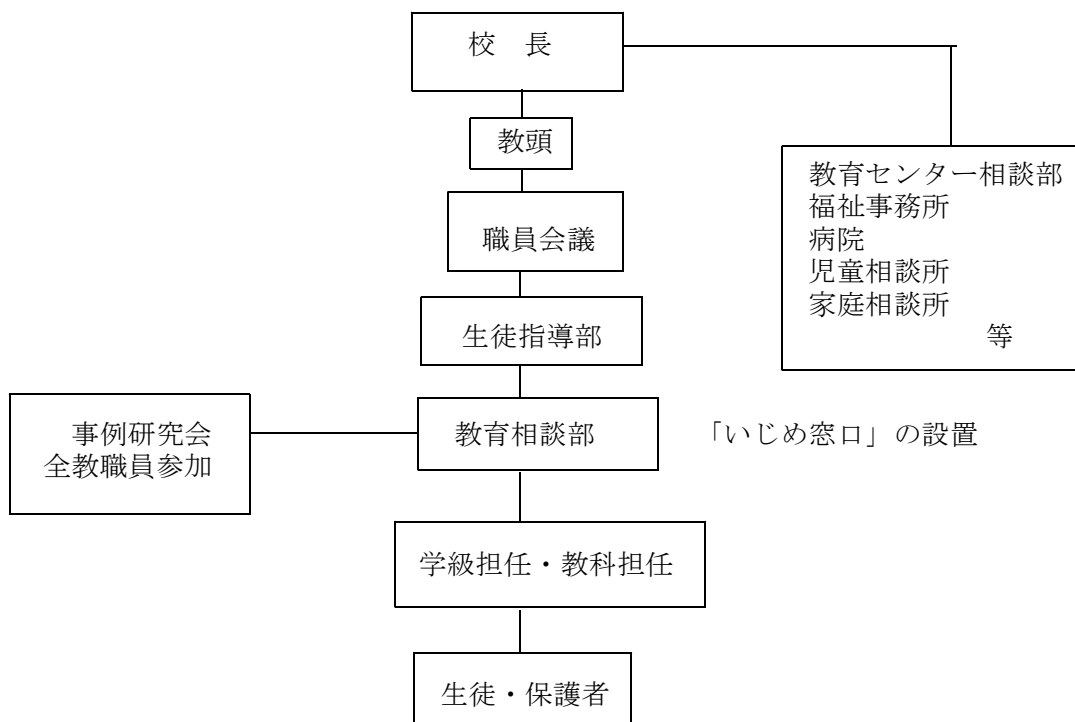 校　長
教頭
教育センター相談部
福祉事務所
病院
児童相談所
家庭相談所
等
職員会議
生徒指導部
事例研究会
全教職員参加
教育相談部
「いじめ窓口」の設置
学級担任・教科担任
生徒・保護者